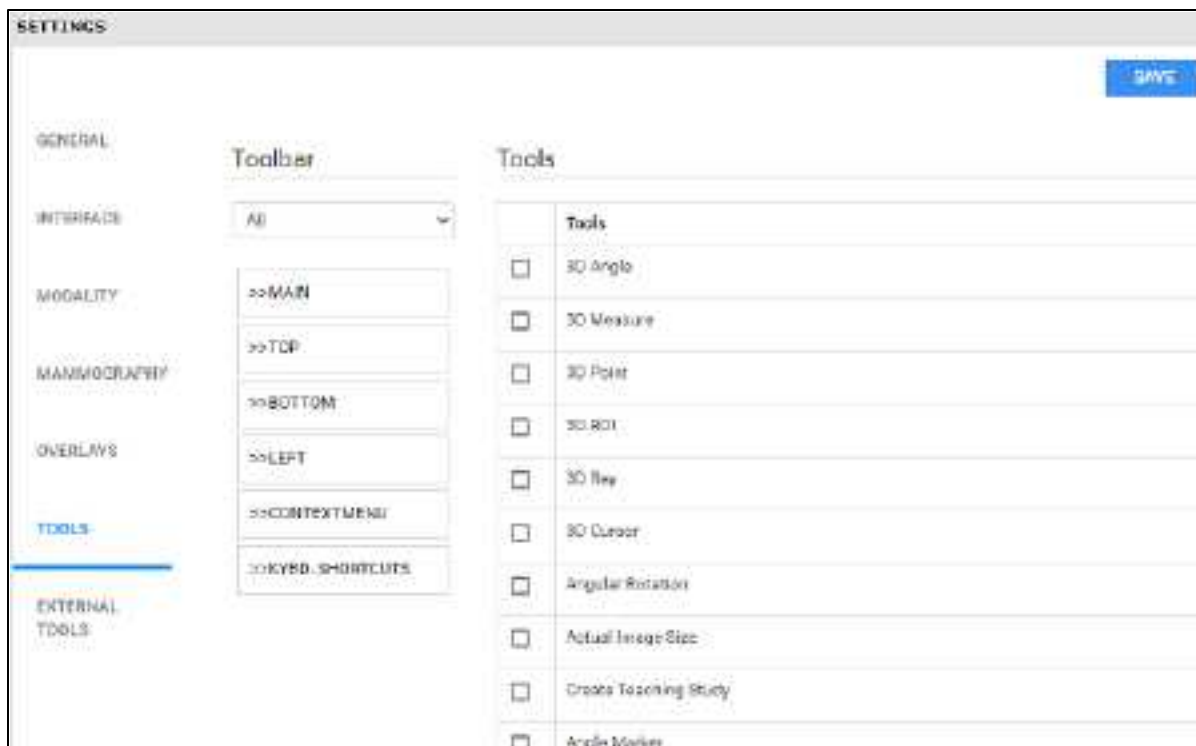 SETTINGS
SAVE
GENERAL
INTERFACE
MODALITY
MAMMOGRAPHY
OVERLAYS
TOOLS
EXTERNAL
TOOLS
Toolbar
All
>>MAIN
>>TOP
>>BOTTOM
>>LEFT
>>CONTEXTMENU
>>KYBD. SHORTCUTS
Tools
Tools
3D Angle
3D Measure
3D Point
3D ROI
3D Ray
3D Cursor
Angular Rotation
Actual Image Size
Create Teaching Study
Angle Marker